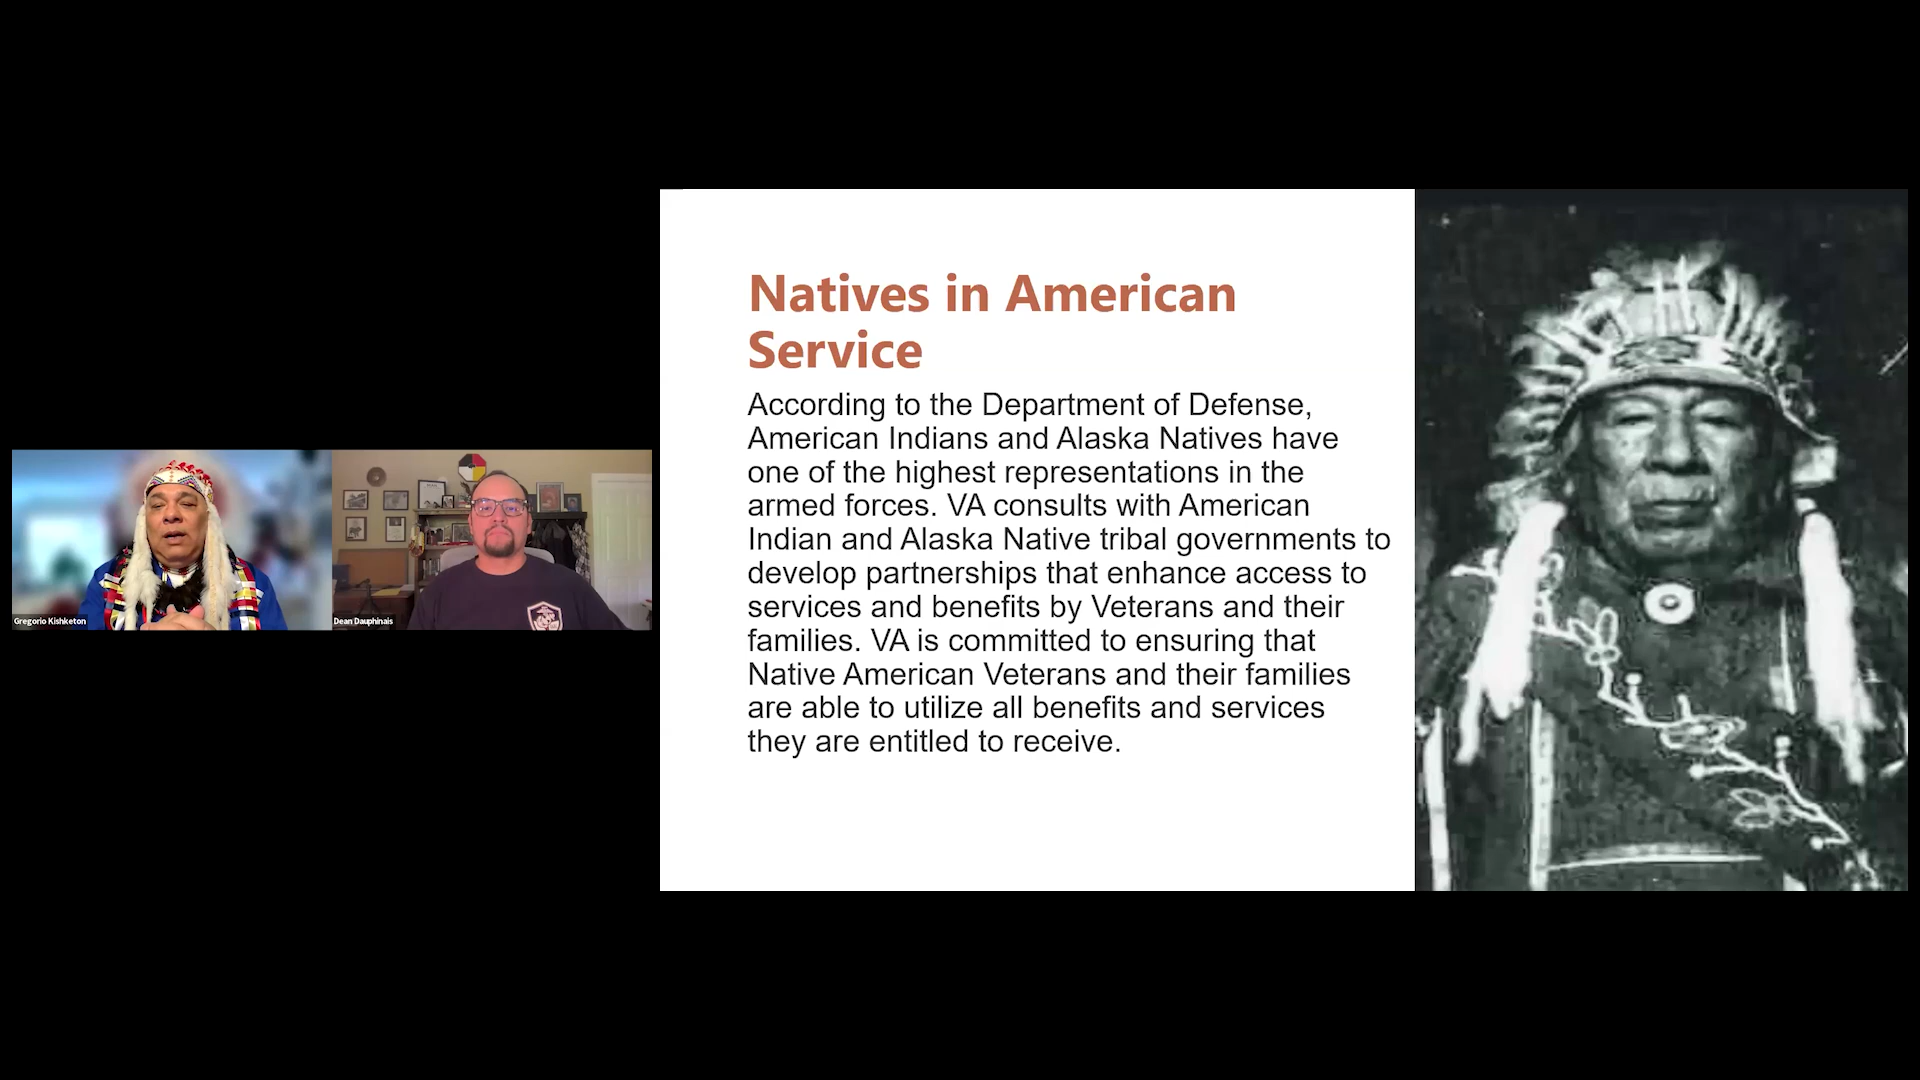 Natives in American
Service
According to the Department of Defense,
American Indians and Alaska Natives have
one of the highest representations in the
armed forces. VA consults with American
Indian and Alaska Native tribal governments to
develop partnerships that enhance access to
services and benefits by Veterans and their
families. VA is committed to ensuring that
Native American Veterans and their families
are able to utilize all benefits and services
they are entitled to receive.
Gregorio Kishketon
Dean Dauphinais